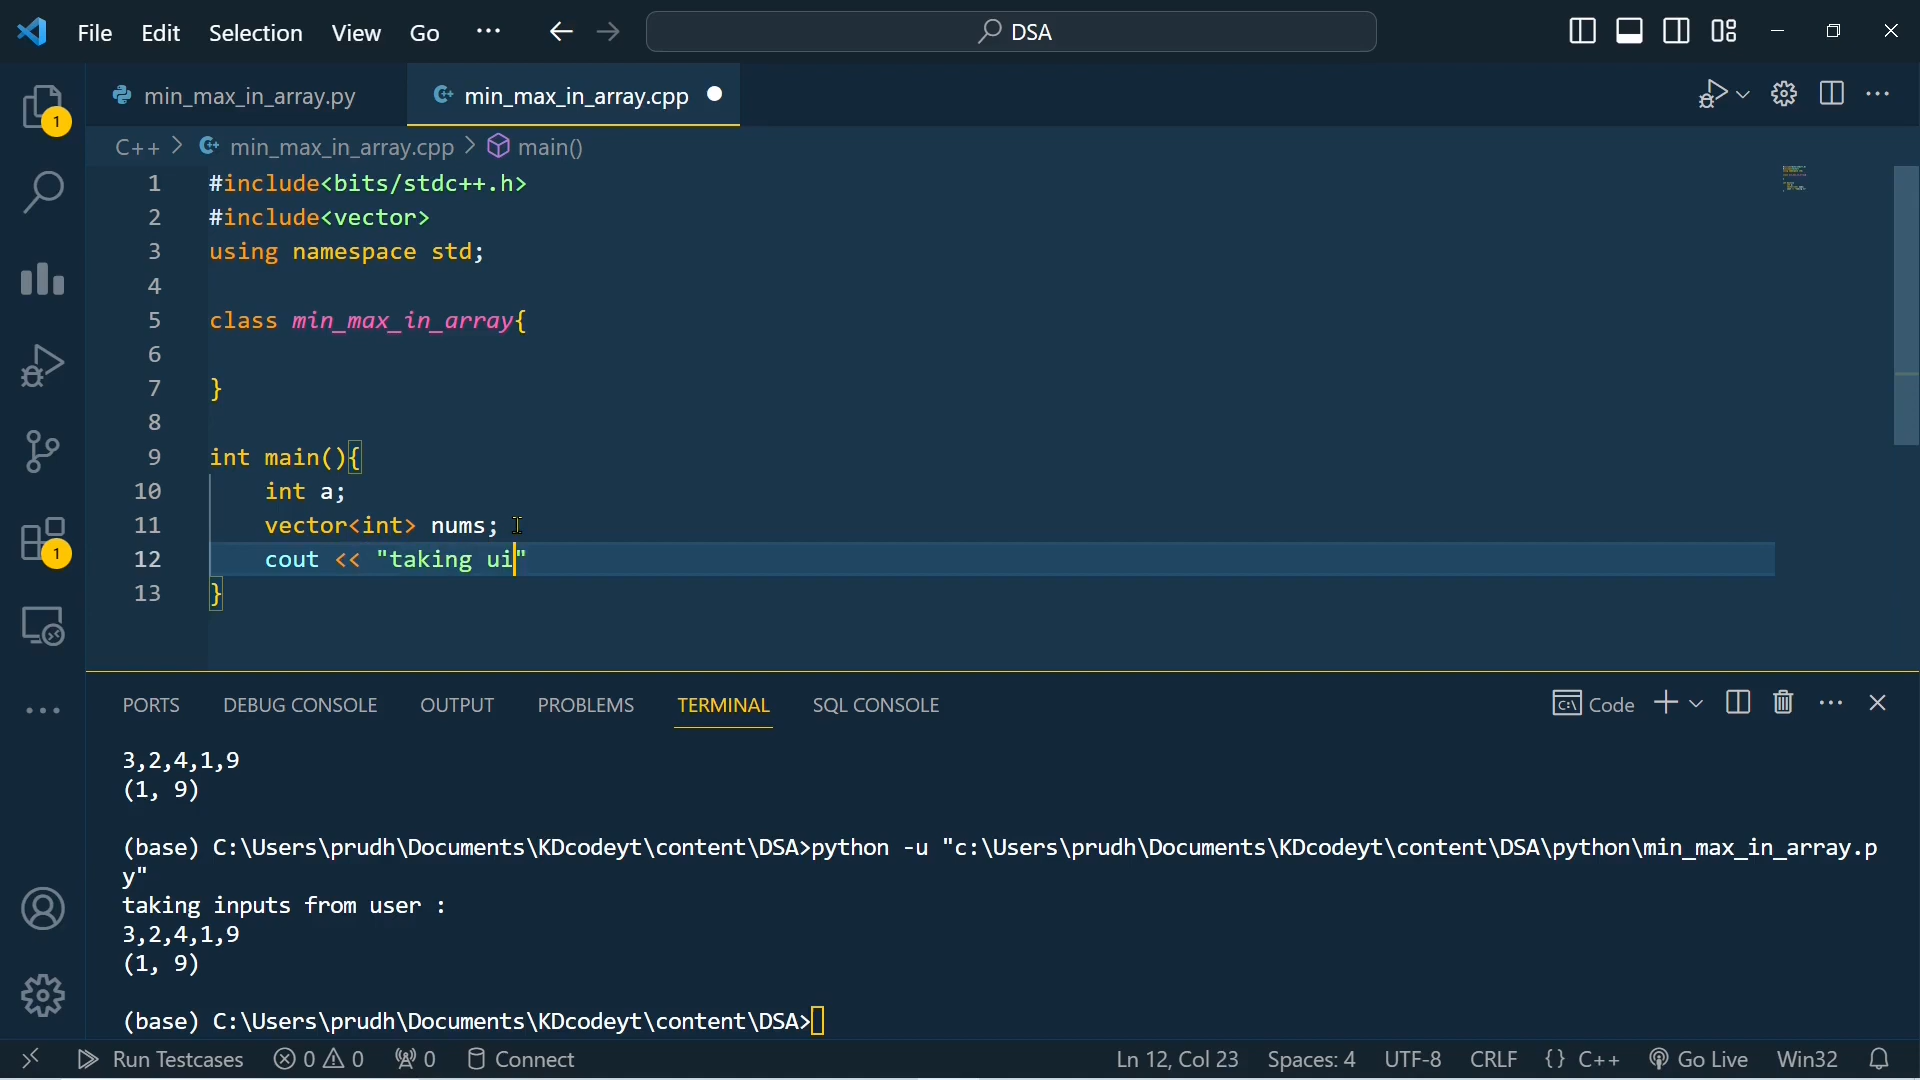 File Edit Selection View Go ··· DSA
min_max_in_array.py min_max_in_array.cpp
C++ > min_max_in_array.cpp > main()
1 #include<bits/stdc++.h>
2 #include<vector>
3 using namespace std;
4
5 class min_max_in_array{
6
7 }
8
9 int main(){
10 int a;
11 vector<int> nums;
12 cout << "taking ui"
13 }
PORTS DEBUG CONSOLE OUTPUT PROBLEMS TERMINAL SQL CONSOLE Code
3,2,4,1,9
(1, 9)
(base) C:\Users\prudh\Documents\KDcodeyt\content\DSA>python -u "c:\Users\prudh\Documents\KDcodeyt\content\DSA\python\min_max_in_array.p
y"
taking inputs from user :
3,2,4,1,9
(1, 9)
(base) C:\Users\prudh\Documents\KDcodeyt\content\DSA>
Run Testcases 0 0 0 Connect Ln 12, Col 23 Spaces: 4 UTF-8 CRLF {} C++ Go Live Win32
1
1